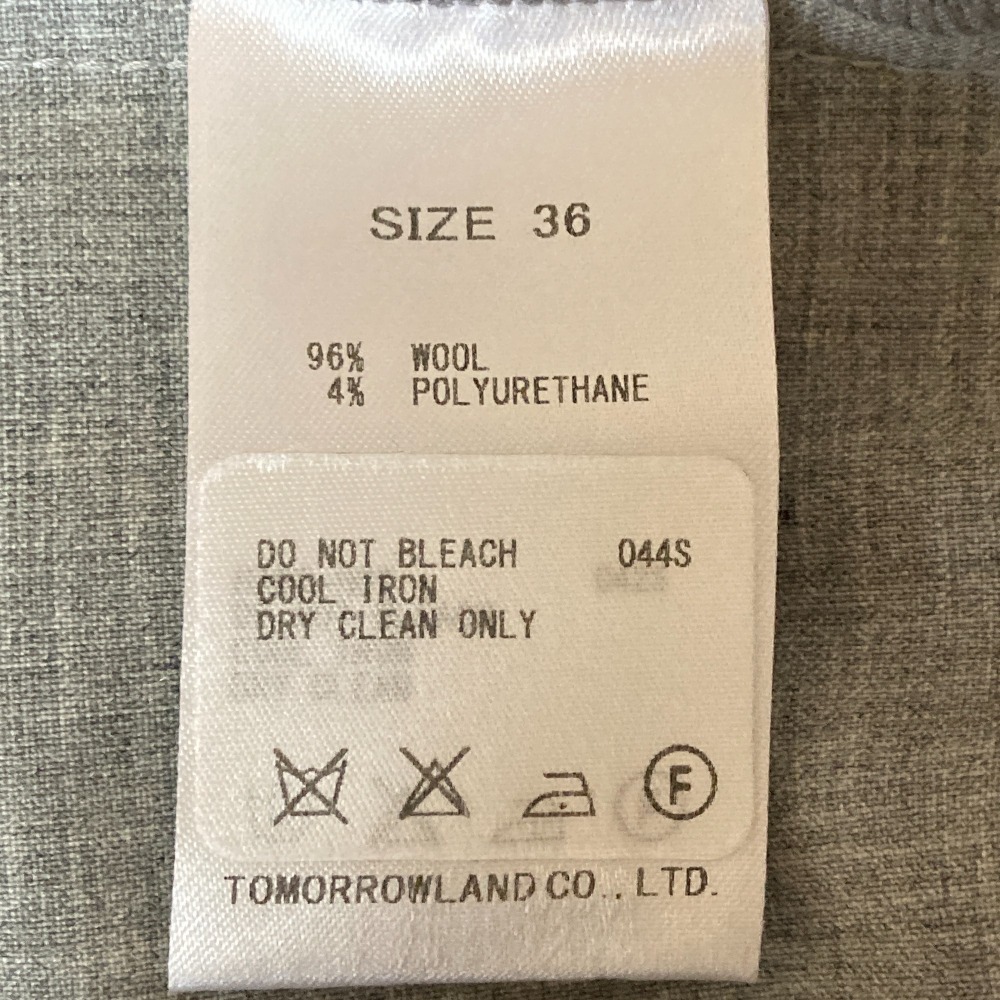 SIZE 36
96% WOOL
4% POLYURETHANE
DO NOT BLEACH 044S
COOL IRON
DRY CLEAN ONLY
F
TOMORROWLAND CO., LTD.